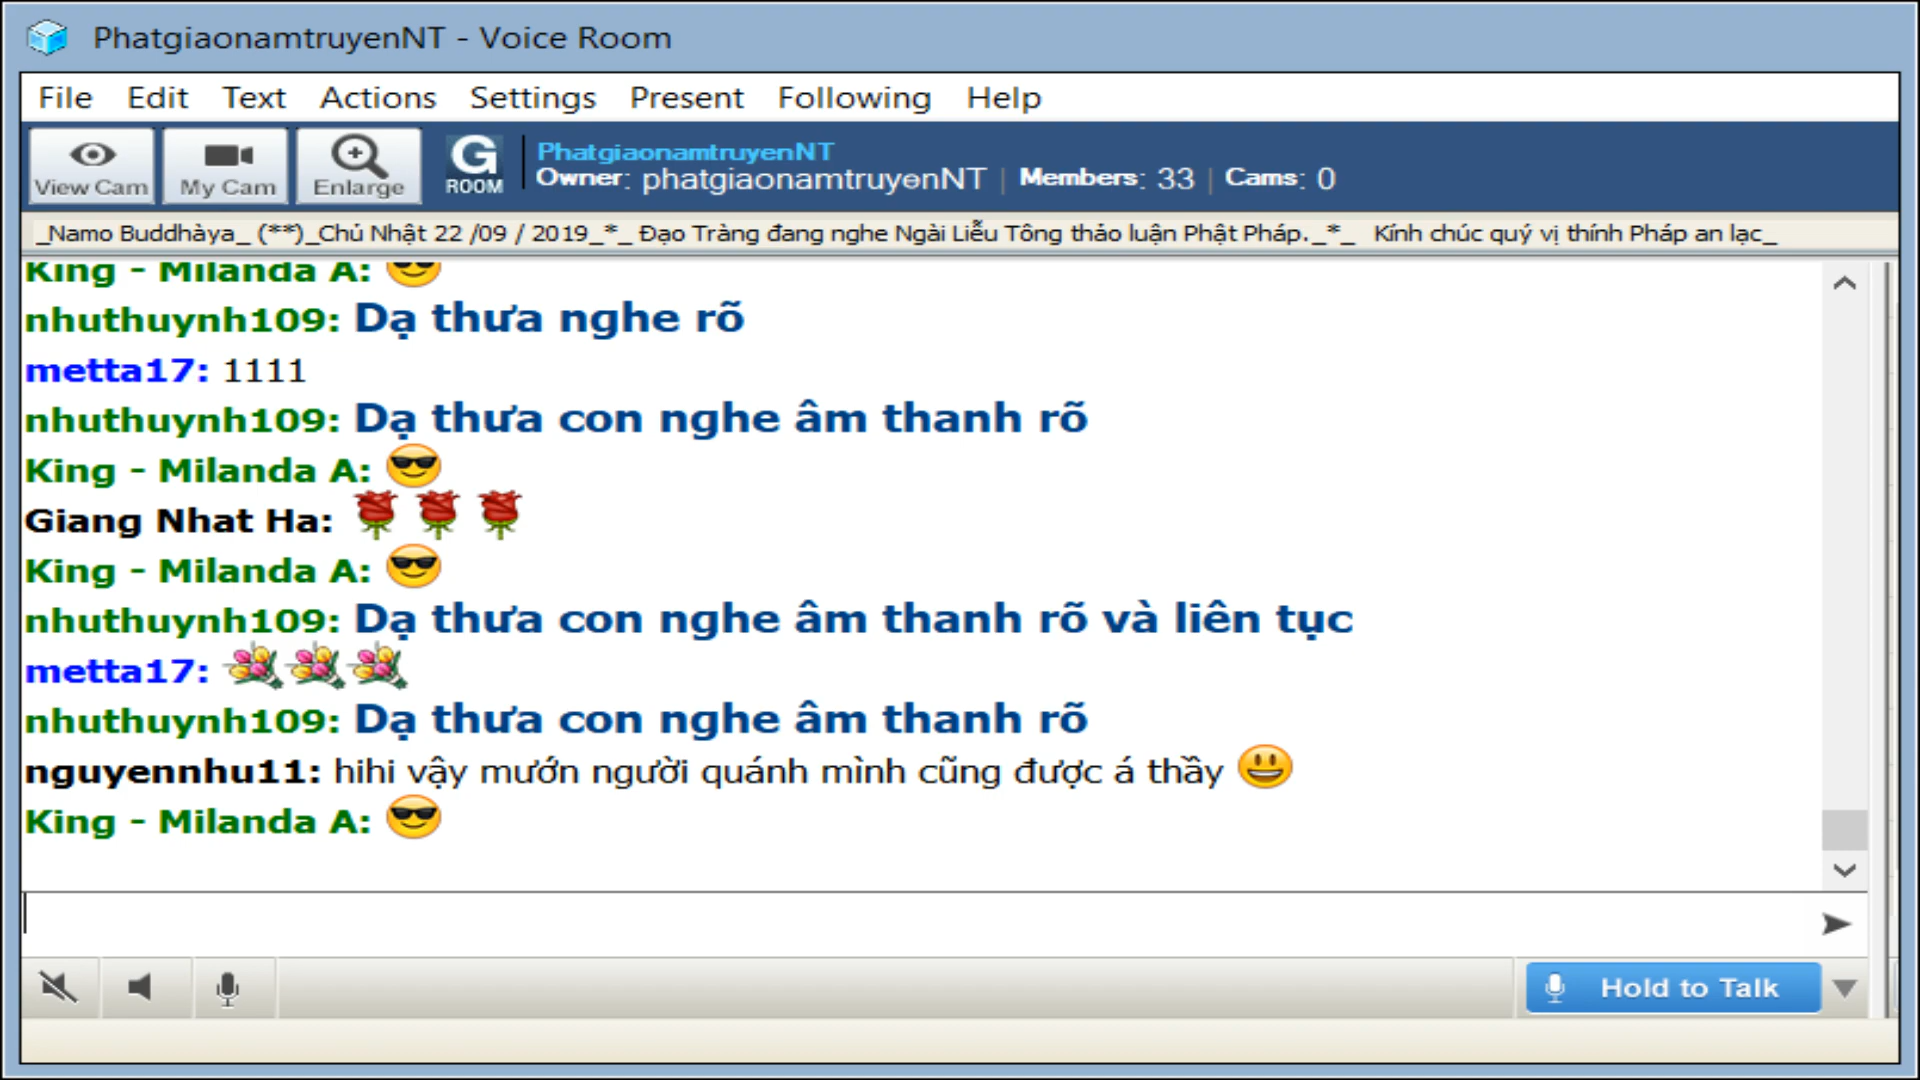 PhatgiaonamtruyenNT - Voice Room
File Edit Text Actions Settings Present Following Help
View Cam My Cam Enlarge G ROOM
PhatgiaonamtruyenNT
Owner: phatgiaonamtruyenNT | Members: 33 | Cams: 0
_Namo Buddhàya_ (**)_Chủ Nhật 22 /09 / 2019_*_ Đạo Tràng đang nghe Ngài Liễu Tông thảo luận Phật Pháp._*_ Kính chúc quý vị thính Pháp an lạc_
King - Milanda A:
nhuthuynh109: Dạ thưa nghe rõ
metta17: 1111
nhuthuynh109: Dạ thưa con nghe âm thanh rõ
King - Milanda A:
Giang Nhat Ha:
King - Milanda A:
nhuthuynh109: Dạ thưa con nghe âm thanh rõ và liên tục
metta17:
nhuthuynh109: Dạ thưa con nghe âm thanh rõ
nguyennhu11: hihi vậy mướn người quánh mình cũng được á thầy
King - Milanda A:
Hold to Talk